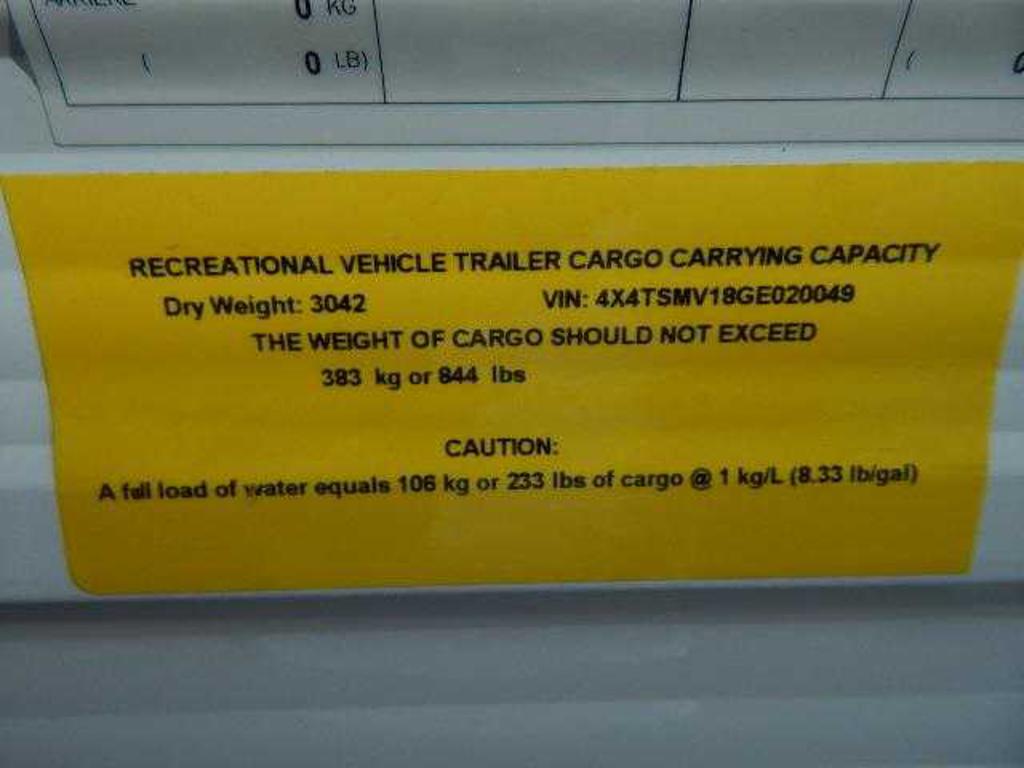 0 KG
( 0 LB) (
RECREATIONAL VEHICLE TRAILER CARGO CARRYING CAPACITY
Dry Weight: 3042 VIN: 4X4TSMV18GE020049
THE WEIGHT OF CARGO SHOULD NOT EXCEED
383 kg or 844 lbs
CAUTION:
A full load of water equals 106 kg or 233 lbs of cargo @ 1 kg/L (8.33 lb/gal)